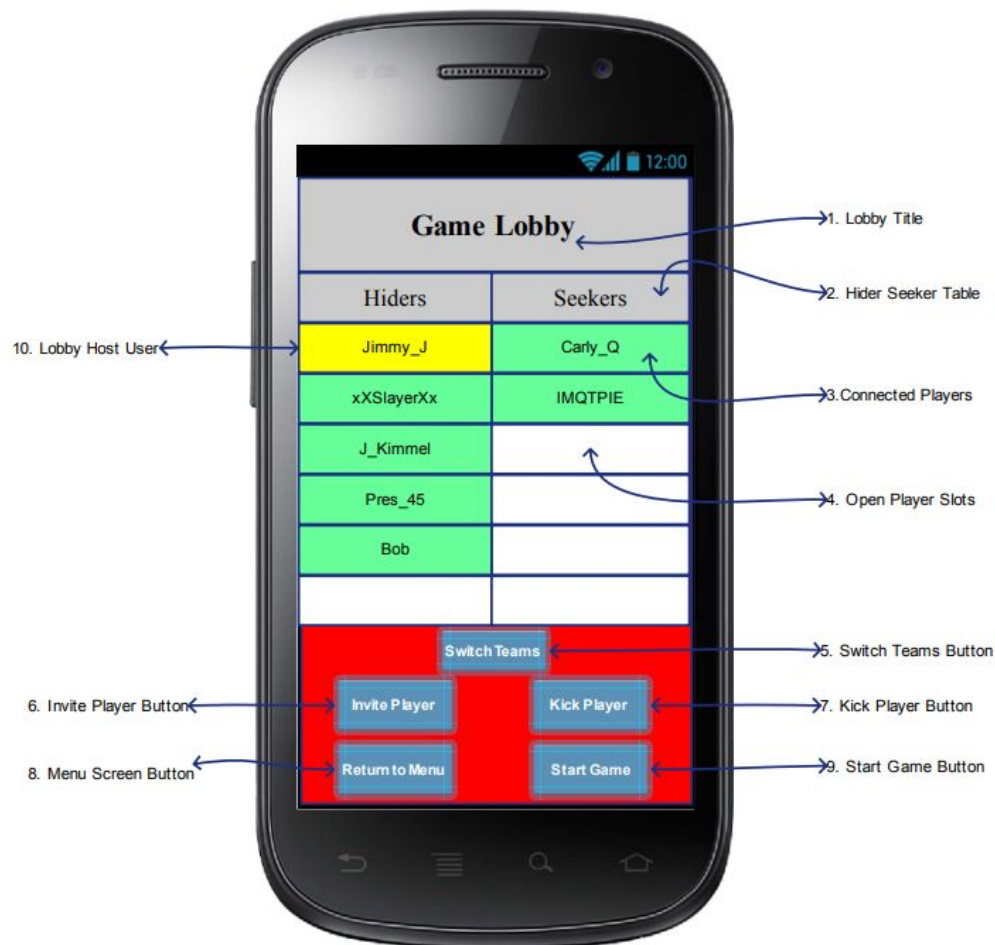 12:00
Game Lobby
1. Lobby Title
Hiders
Seekers
2. Hider Seeker Table
10. Lobby Host User
Jimmy_J
Carly_Q
3.Connected Players
xXSlayerXx
IMQTPIE
J_Kimmel
Pres_45
4. Open Player Slots
Bob
Switch Teams
5. Switch Teams Button
6. Invite Player Button
Invite Player
Kick Player
7. Kick Player Button
8. Menu Screen Button
Return to Menu
Start Game
9. Start Game Button